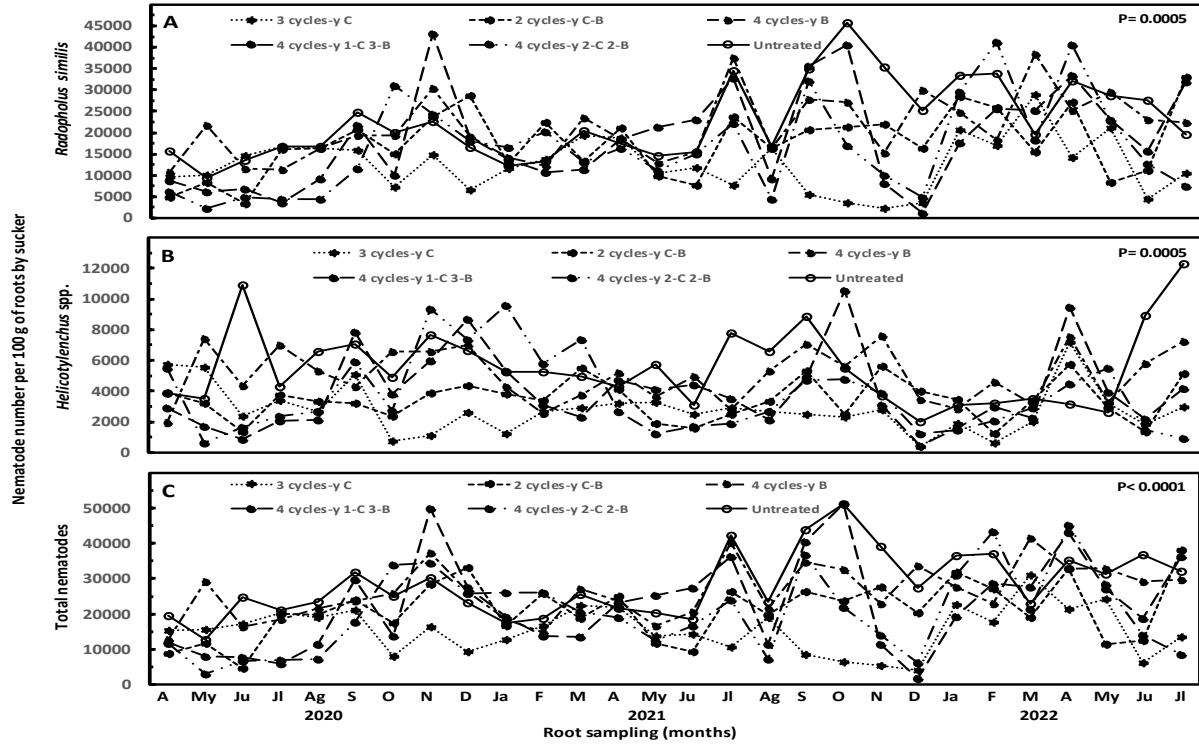 Nematode number per 100 g of roots by sucker
A
3 cycles-y C
2 cycles-y C-B
4 cycles-y B
P= 0.0005
4 cycles-y 1-C 3-B
4 cycles-y 2-C 2-B
Untreated
Radopholus similis
45000
40000
35000
30000
25000
20000
15000
10000
5000
0
B
3 cycles-y C
2 cycles-y C-B
4 cycles-y B
P= 0.0005
4 cycles-y 1-C 3-B
4 cycles-y 2-C 2-B
Untreated
Helicotylenchus spp.
12000
10000
8000
6000
4000
2000
0
C
3 cycles-y C
2 cycles-y C-B
4 cycles-y B
P< 0.0001
4 cycles-y 1-C 3-B
4 cycles-y 2-C 2-B
Untreated
Total nematodes
50000
40000
30000
20000
10000
0
A My Ju Jl Ag S O N D Ja F M A My Ju Jl Ag S O N D Ja F M A My Ju Jl
2020 2021 2022
Root sampling (months)